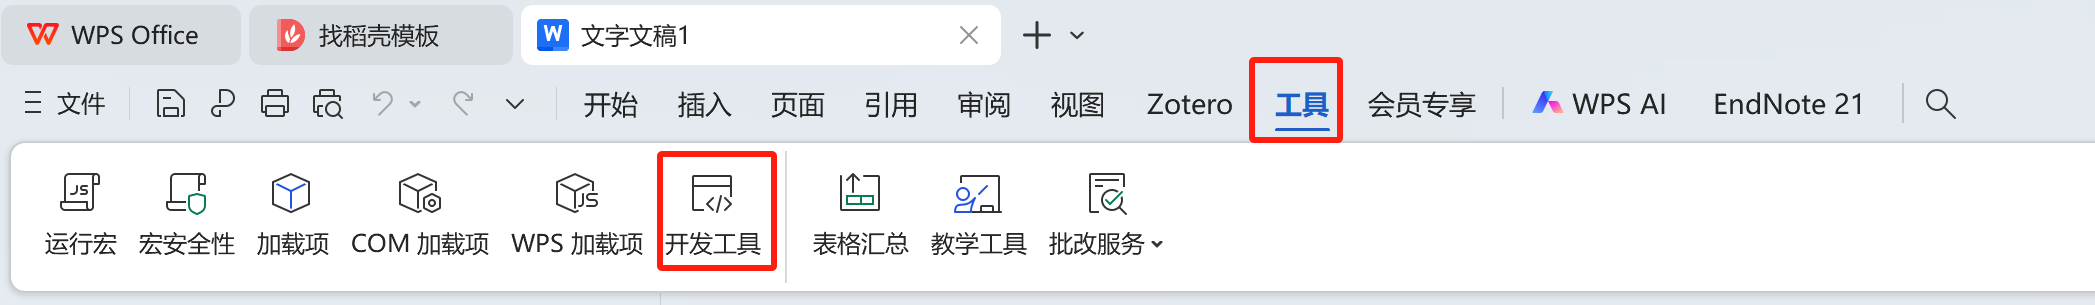 WPS Office 找稻壳模板 W 文字文稿1
文件 开始 插入 页面 引用 审阅 视图 Zotero 工具 会员专享 WPS AI EndNote 21
JS JS
运行宏 宏安全性 加载项 COM 加载项 WPS 加载项 开发工具 表格汇总 教学工具 批改服务